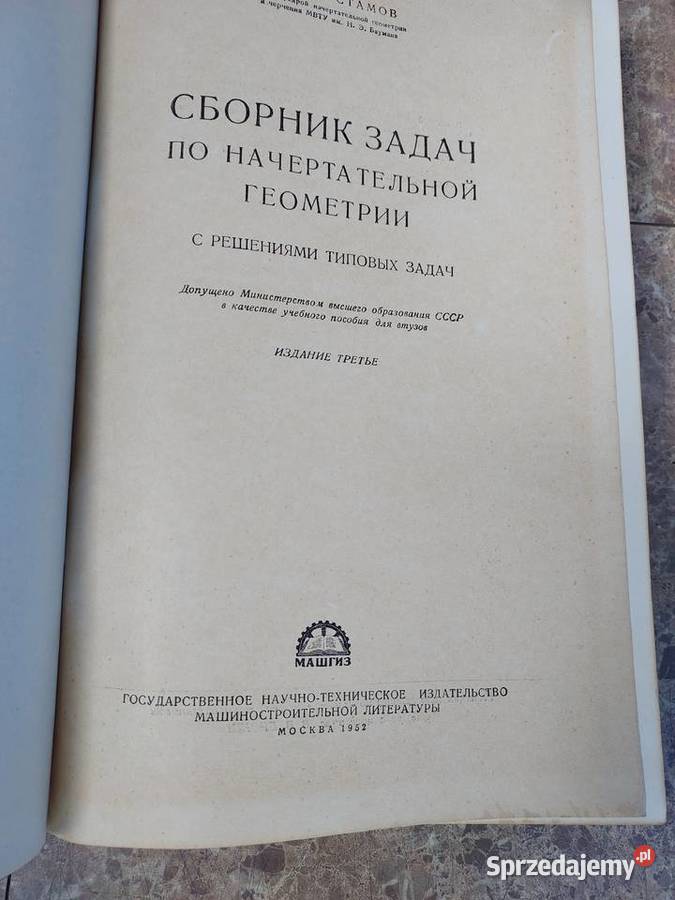 СТАМОВ
кафедрой начертательной геометрии
и черчения МВТУ им. Н. Э. Баумана
СБОРНИК ЗАДАЧ
ПО НАЧЕРТАТЕЛЬНОЙ
ГЕОМЕТРИИ
С РЕШЕНИЯМИ ТИПОВЫХ ЗАДАЧ
Допущено Министерством высшего образования СССР
в качестве учебного пособия для втузов
ИЗДАНИЕ ТРЕТЬЕ
МАШГИЗ
ГОСУДАРСТВЕННОЕ НАУЧНО-ТЕХНИЧЕСКОЕ ИЗДАТЕЛЬСТВО
МАШИНОСТРОИТЕЛЬНОЙ ЛИТЕРАТУРЫ
МОСКВА 1952
Sprzedajemy.pl